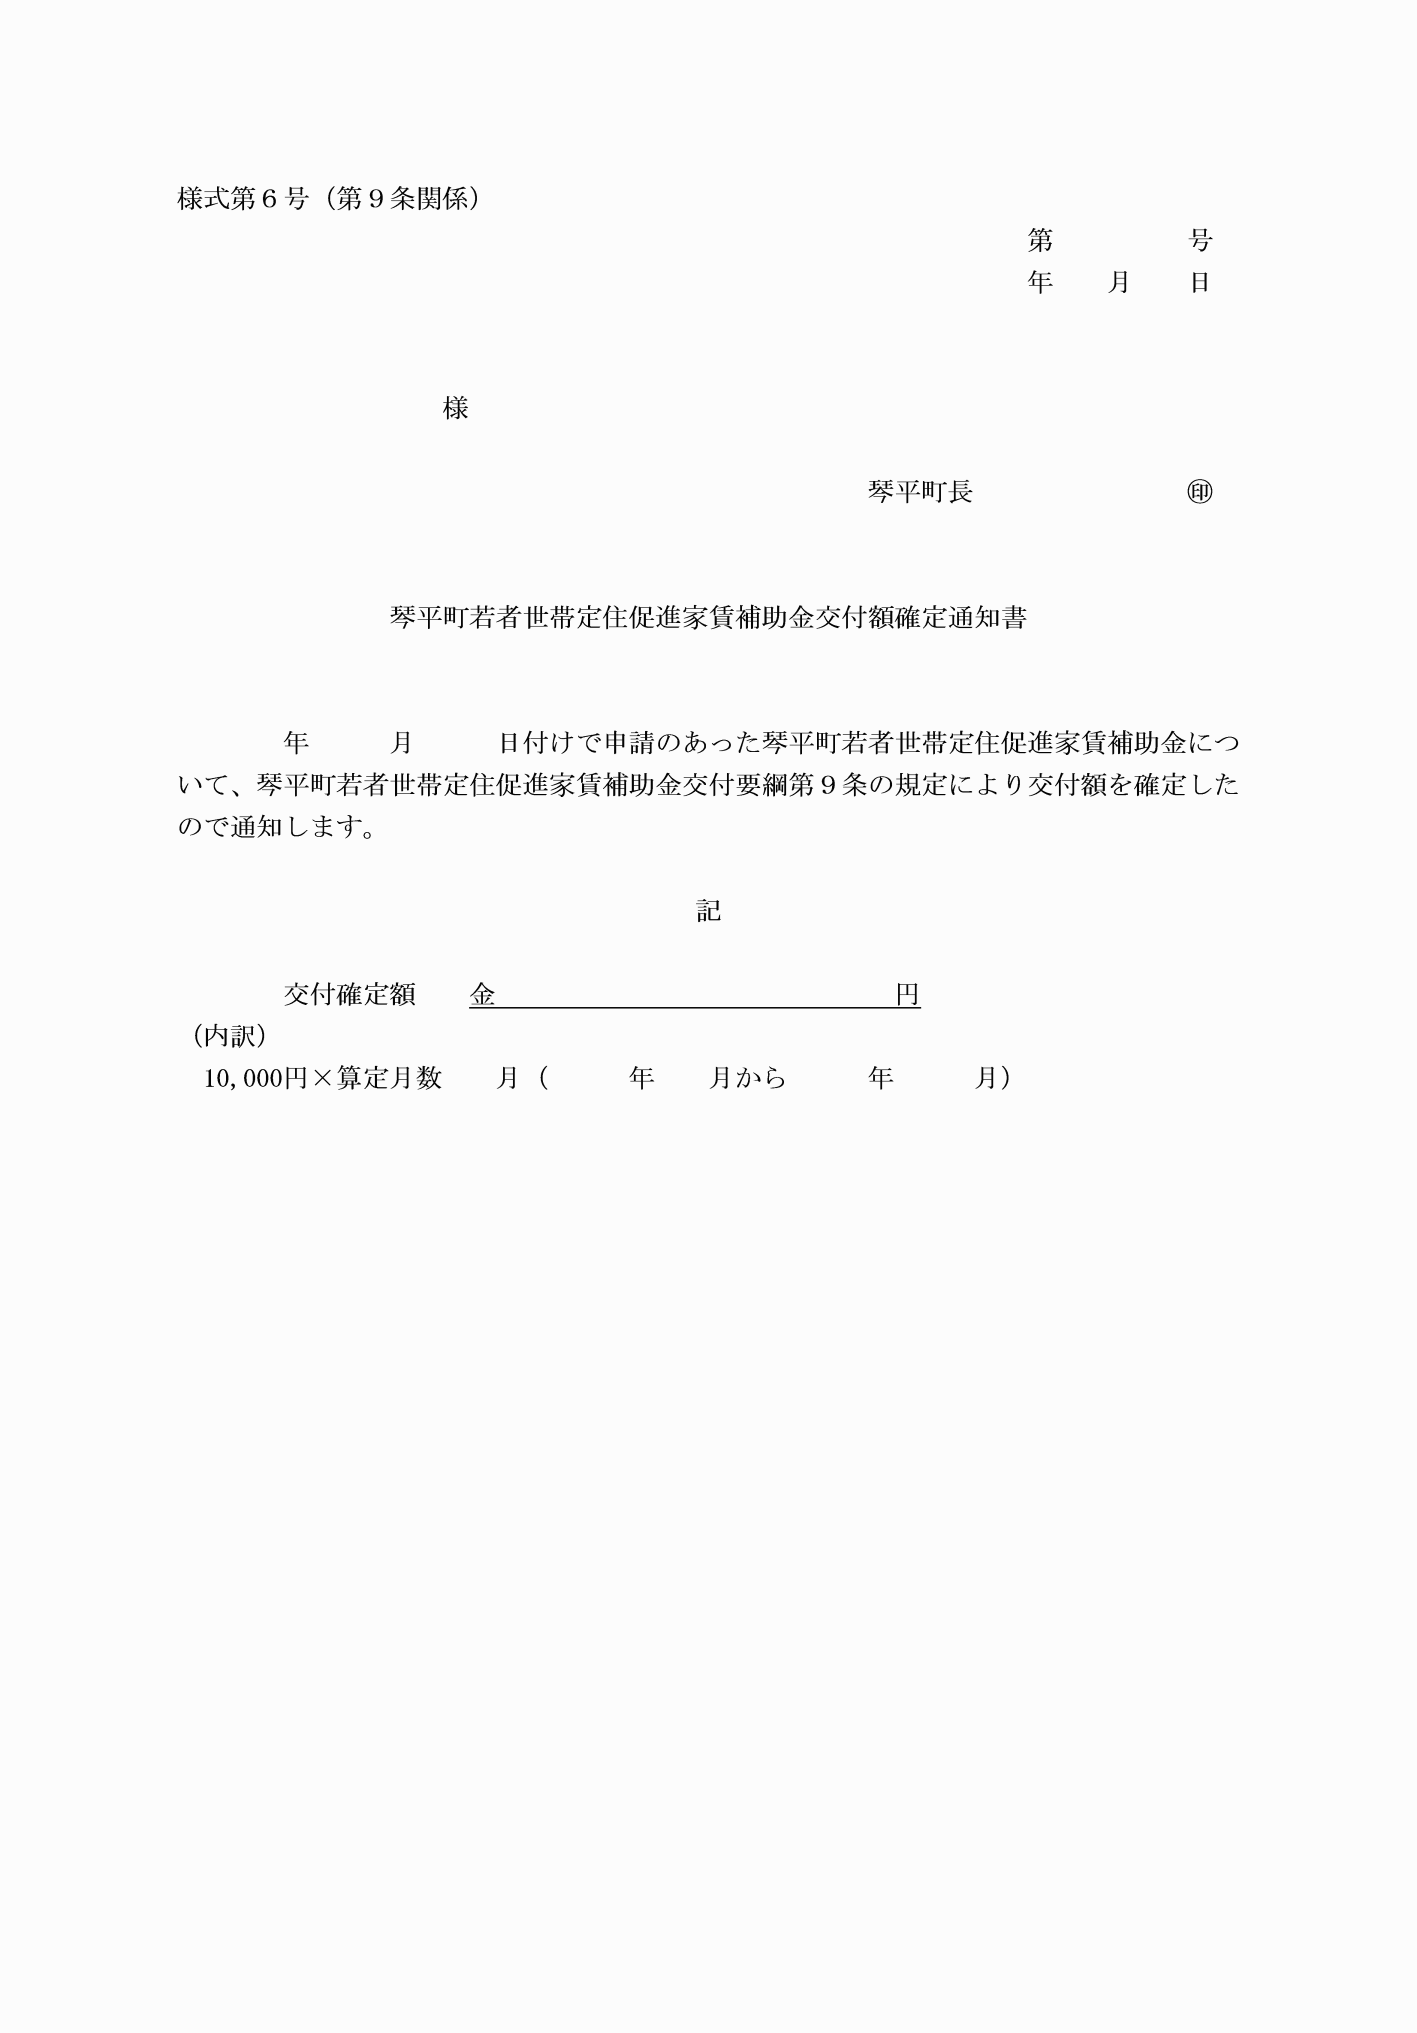 様式第６号（第９条関係）
第　　　　　号
年　　月　　日
様
琴平町長　　　　　　　　㊞
琴平町若者世帯定住促進家賃補助金交付額確定通知書
年　　　月　　　日付けで申請のあった琴平町若者世帯定住促進家賃補助金につ
いて、琴平町若者世帯定住促進家賃補助金交付要綱第９条の規定により交付額を確定した
ので通知します。
記
交付確定額　　金　　　　　　　　　　　　　　　円
（内訳）
10,000円×算定月数　　月（　　　年　　月から　　　年　　　月）